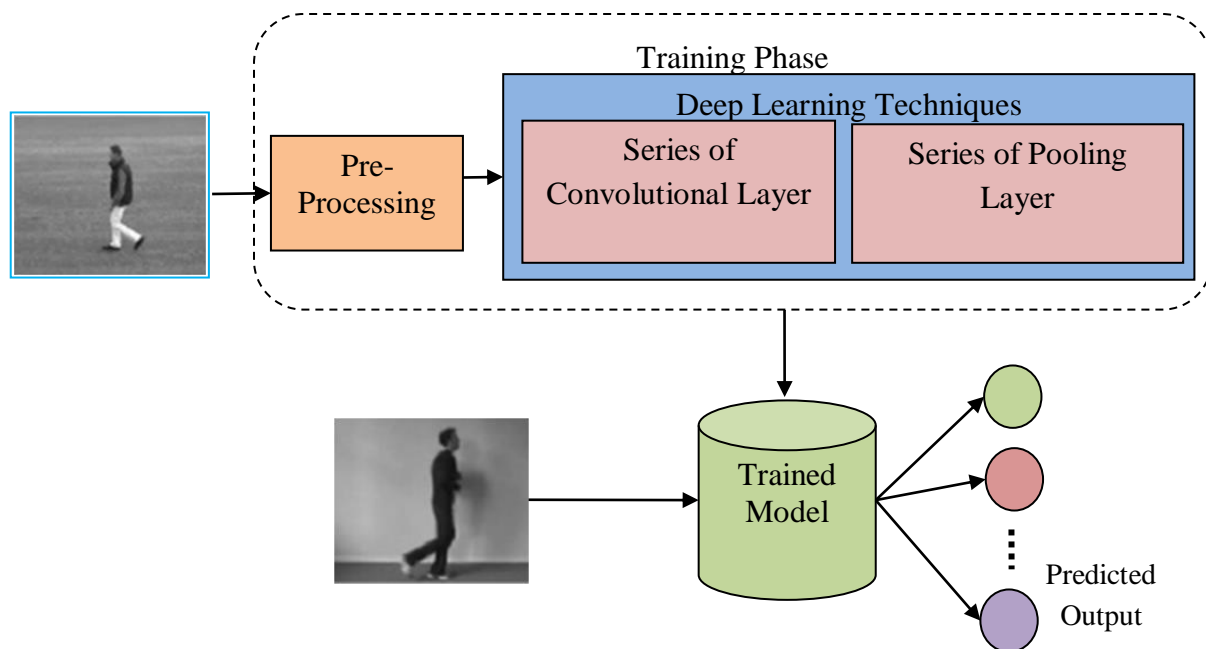 Training Phase
Deep Learning Techniques
Pre-
Processing
Series of
Convolutional Layer
Series of Pooling
Layer
Trained
Model
Predicted
Output